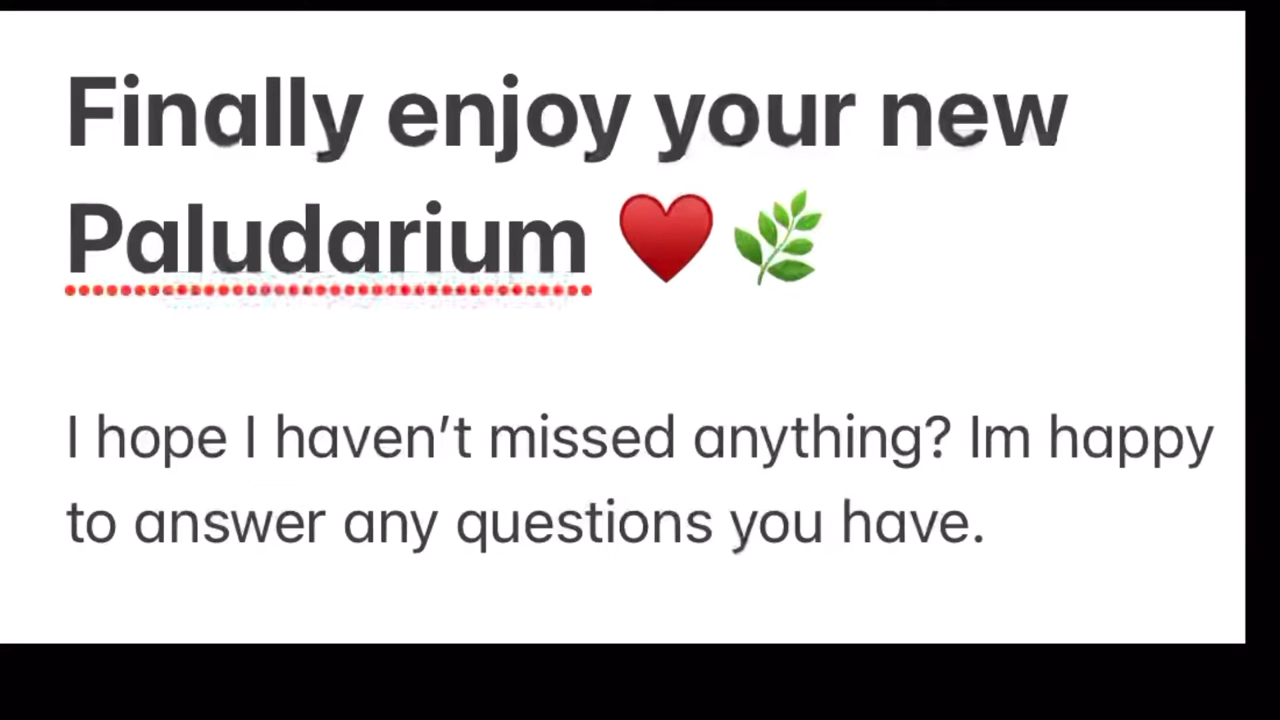 Finally enjoy your new
Paludarium ♥️🌿
I hope I haven't missed anything? Im happy
to answer any questions you have.